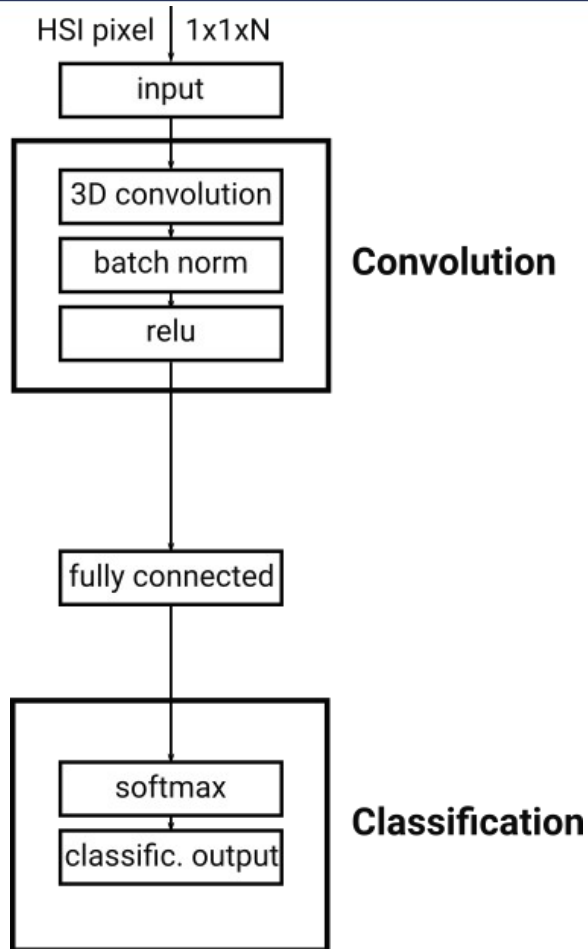 HSI pixel 1x1xN
input
3D convolution
batch norm
Convolution
relu
fully connected
softmax
Classification
classific. output